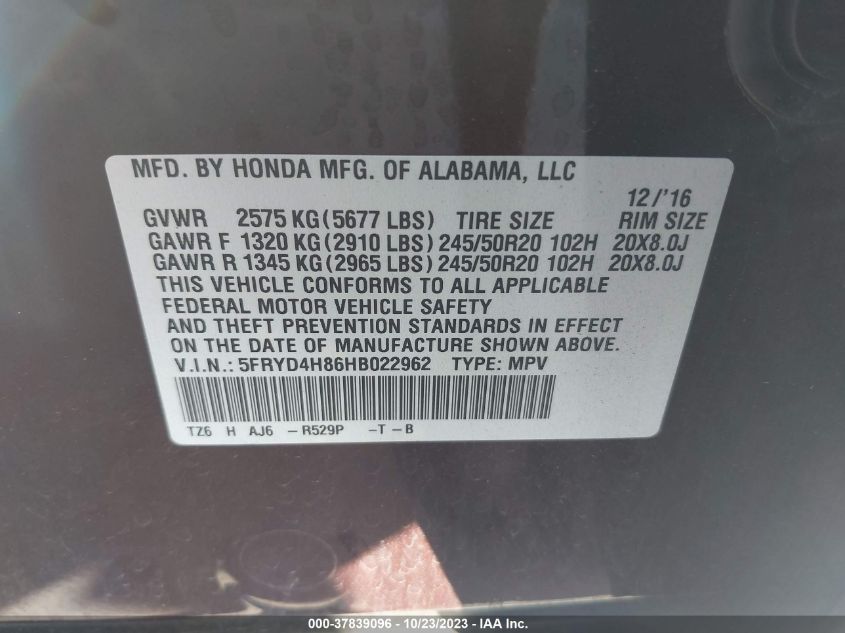 MFD. BY HONDA MFG. OF ALABAMA, LLC
12/'16
GVWR 2575 KG (5677 LBS) TIRE SIZE RIM SIZE
GAWR F 1320 KG (2910 LBS) 245/50R20 102H 20X8.0J
GAWR R 1345 KG (2965 LBS) 245/50R20 102H 20X8.0J
THIS VEHICLE CONFORMS TO ALL APPLICABLE
FEDERAL MOTOR VEHICLE SAFETY
AND THEFT PREVENTION STANDARDS IN EFFECT
ON THE DATE OF MANUFACTURE SHOWN ABOVE.
V.I.N.: 5FRYD4H86HB022962 TYPE: MPV
TZ6 H AJ6 -R529P -T-B
000-37839096 - 10/23/2023 - IAA Inc.